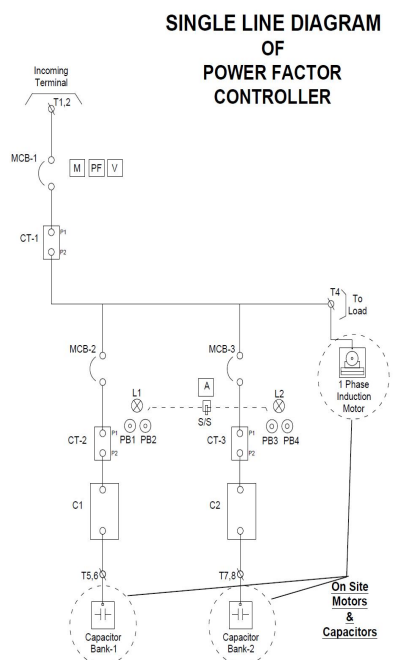 SINGLE LINE DIAGRAM
OF
POWER FACTOR
CONTROLLER
Incoming
Terminal
T1,2
MCB-1
M PF V
CT-1
P1
P2
T4
To
Load
MCB-2
MCB-3
1 Phase
Induction
Motor
L1
A
L2
S/S
PB1 PB2
PB3 PB4
CT-2
P1
P2
CT-3
P1
P2
C1
C2
T5,6
T7,8
On Site
Motors
&
Capacitors
Capacitor
Bank-1
Capacitor
Bank-2